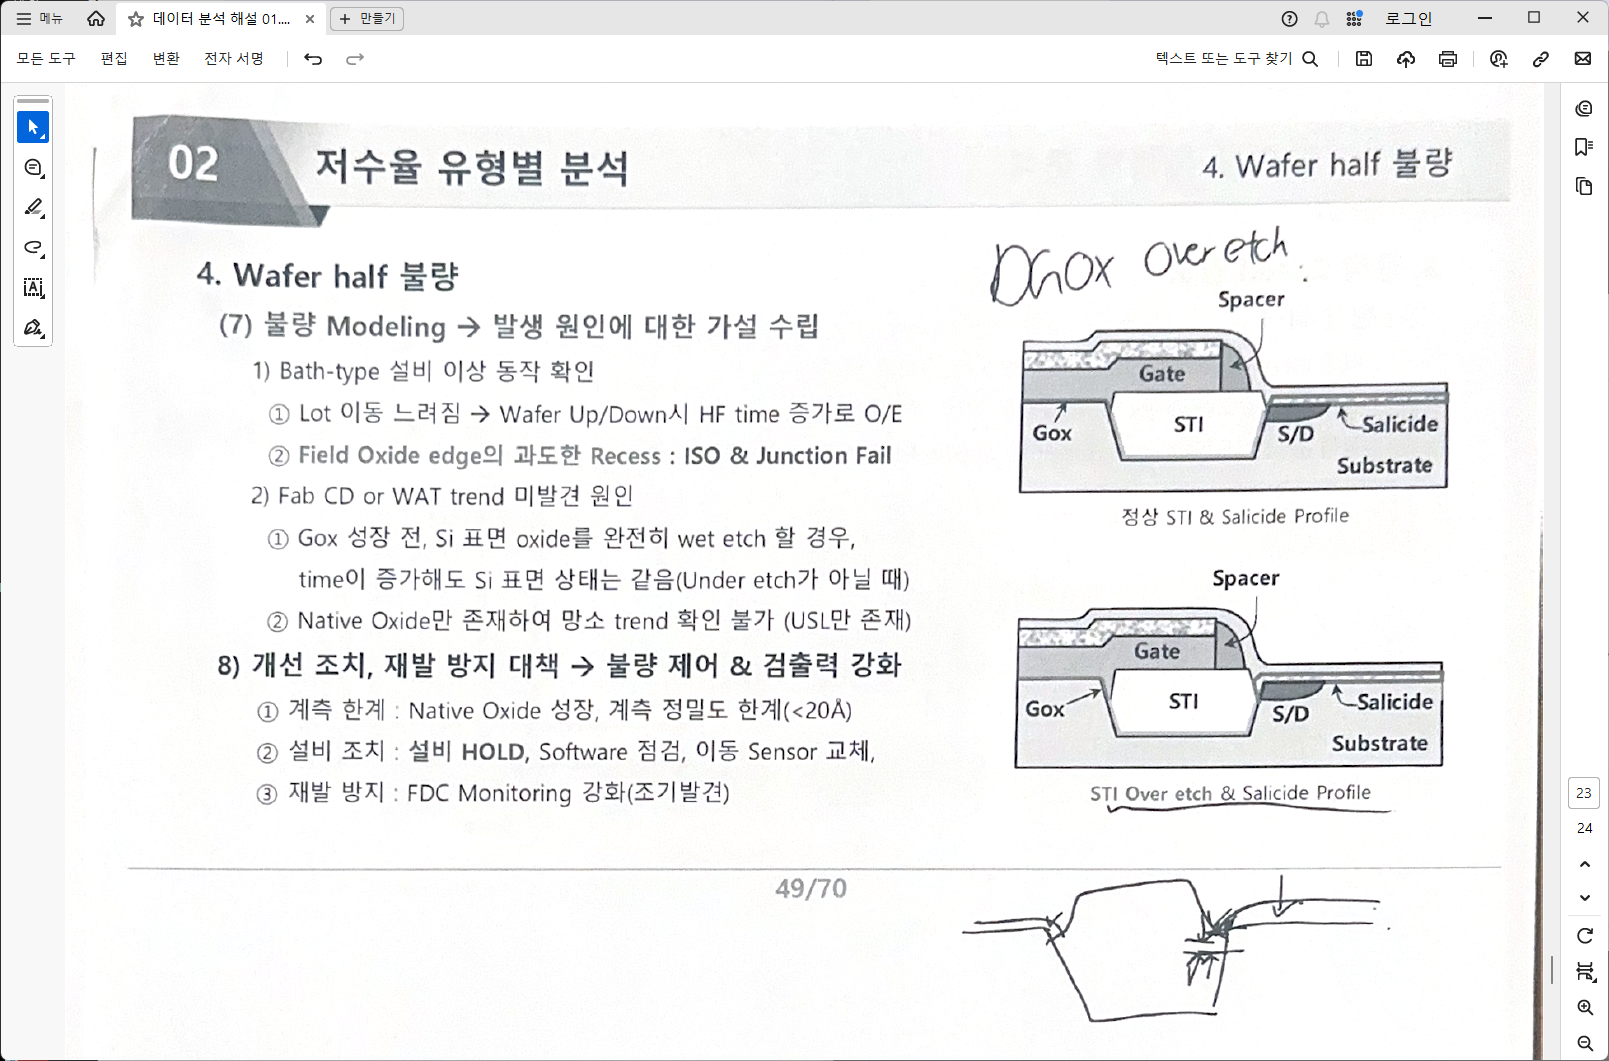 메뉴
데이터 분석 해설 01....
만들기
로그인
모든 도구
편집
변환
전자 서명
텍스트 또는 도구 찾기
02
저수율 유형별 분석
4. Wafer half 불량
4. Wafer half 불량
(7) 불량 Modeling → 발생 원인에 대한 가설 수립
1) Bath-type 설비 이상 동작 확인
① Lot 이동 느려짐 → Wafer Up/Down시 HF time 증가로 O/E
② Field Oxide edge의 과도한 Recess : ISO & Junction Fail
2) Fab CD or WAT trend 미발견 원인
① Gox 성장 전, Si 표면 oxide를 완전히 wet etch 할 경우,
time이 증가해도 Si 표면 상태는 같음(Under etch가 아닐 때)
② Native Oxide만 존재하여 망소 trend 확인 불가 (USL만 존재)
8) 개선 조치, 재발 방지 대책 → 불량 제어 & 검출력 강화
① 계측 한계 : Native Oxide 성장, 계측 정밀도 한계(<20Å)
② 설비 조치 : 설비 HOLD, Software 점검, 이동 Sensor 교체,
③ 재발 방지 : FDC Monitoring 강화(조기발견)
DGOX Over etch.
Spacer
Gate
STI
Gox
S/D
Salicide
Substrate
정상 STI & Salicide Profile
Spacer
Gate
STI
Gox
S/D
Salicide
Substrate
STI Over etch & Salicide Profile
49/70
23
24